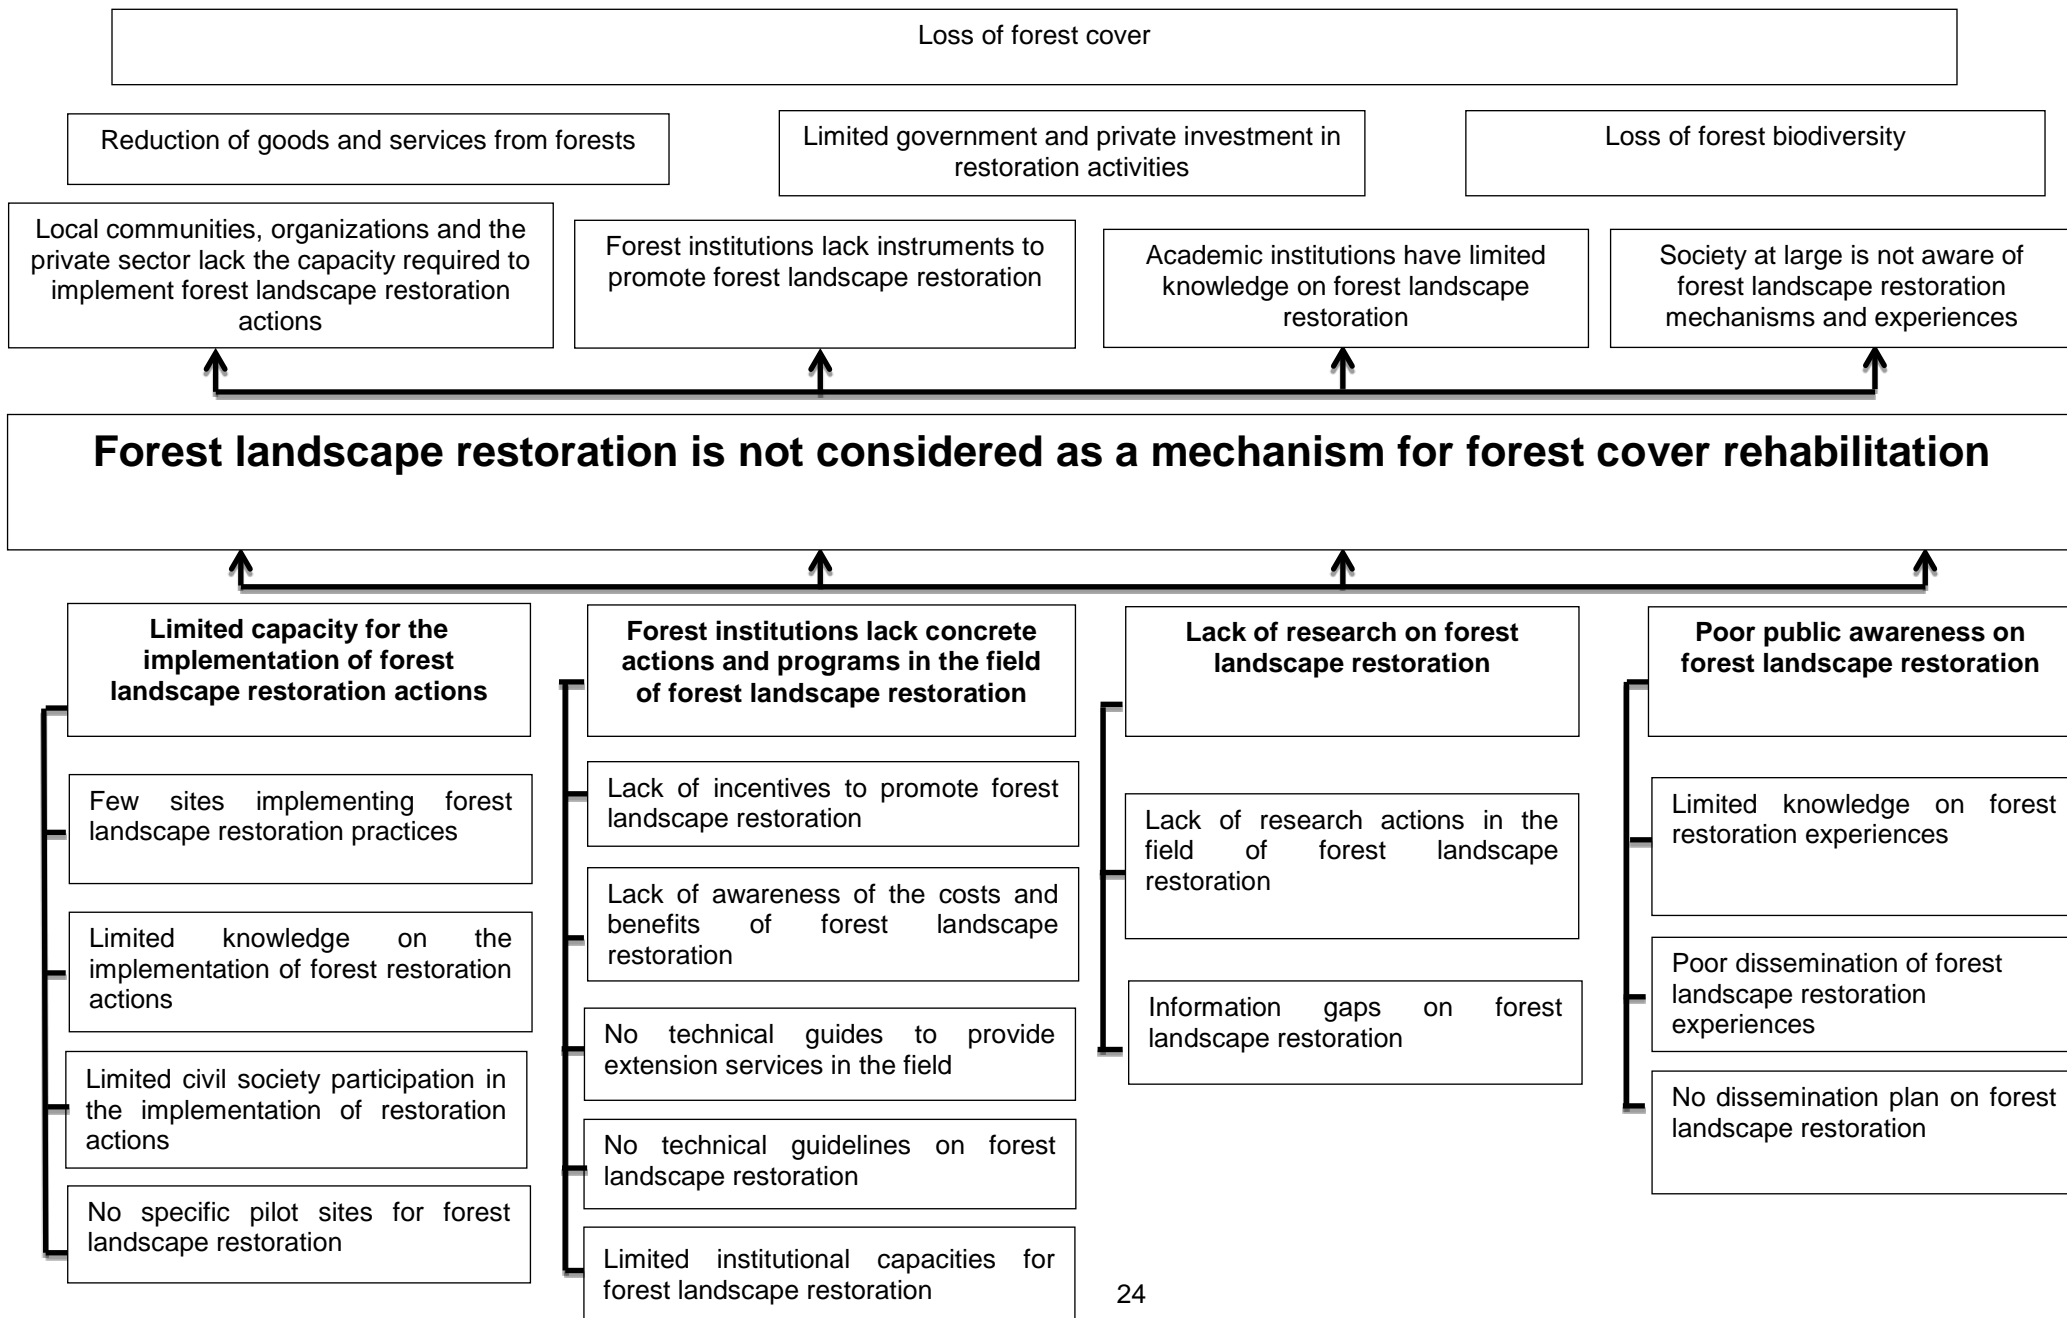 Loss of forest cover
Reduction of goods and services from forests
Limited government and private investment in
restoration activities
Loss of forest biodiversity
Local communities, organizations and the
private sector lack the capacity required to
implement forest landscape restoration
actions
Forest institutions lack instruments to
promote forest landscape restoration
Academic institutions have limited
knowledge on forest landscape
restoration
Society at large is not aware of
forest landscape restoration
mechanisms and experiences
Forest landscape restoration is not considered as a mechanism for forest cover rehabilitation
Limited capacity for the
implementation of forest
landscape restoration actions
Few sites implementing forest
landscape restoration practices
Limited knowledge on the
implementation of forest restoration
actions
Limited civil society participation in
the implementation of restoration
actions
No specific pilot sites for forest
landscape restoration
Forest institutions lack concrete
actions and programs in the field
of forest landscape restoration
Lack of incentives to promote forest
landscape restoration
Lack of awareness of the costs and
benefits of forest landscape
restoration
No technical guides to provide
extension services in the field
No technical guidelines on forest
landscape restoration
Limited institutional capacities for
forest landscape restoration
Lack of research on forest
landscape restoration
Lack of research actions in the
field of forest landscape
restoration
Information gaps on forest
landscape restoration
Poor public awareness on
forest landscape restoration
Limited knowledge on forest
restoration experiences
Poor dissemination of forest
landscape restoration
experiences
No dissemination plan on forest
landscape restoration
24